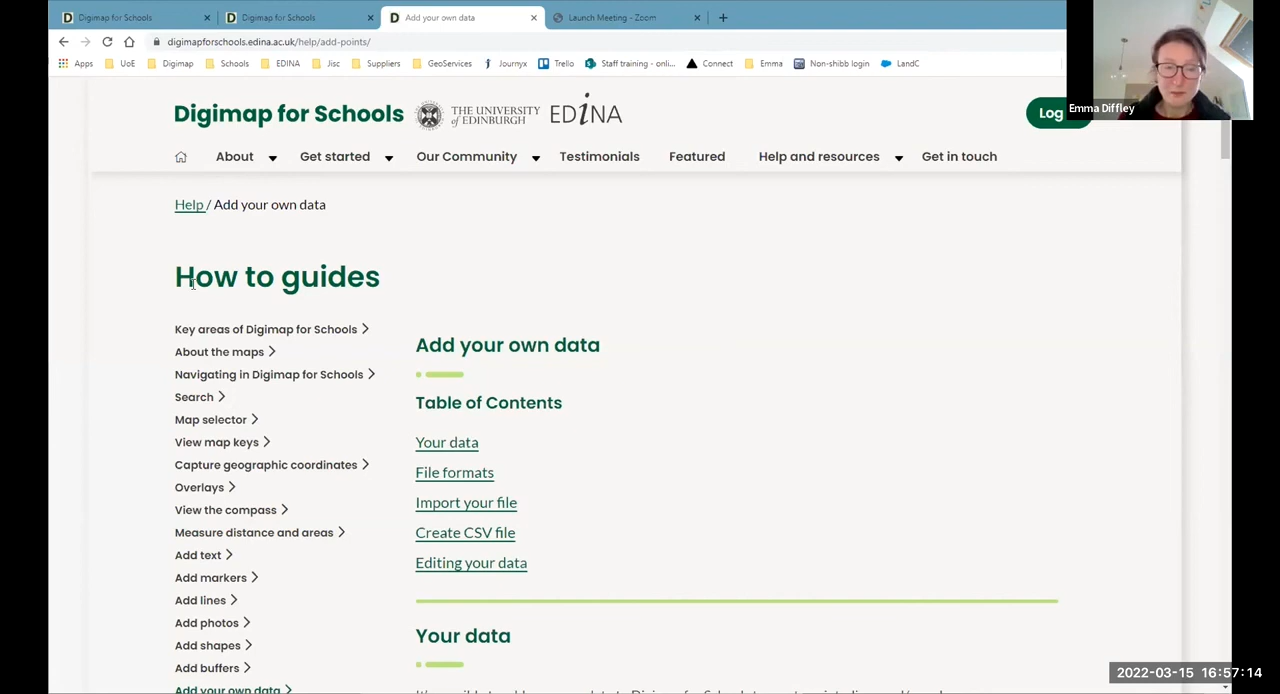 Digimap for Schools
Digimap for Schools
Add your own data
Launch Meeting - Zoom
digimapforschools.edina.ac.uk/help/add-points/
Apps UoE Digimap Schools EDINA Jisc Suppliers GeoServices Journyx Trello Staff training - onli... Connect Emma Non-shibb login LandC
Emma Diffley
Digimap for Schools THE UNIVERSITY of EDINBURGH EDINA
Log
About Get started Our Community Testimonials Featured Help and resources Get in touch
Help / Add your own data
How to guides
Key areas of Digimap for Schools
About the maps
Navigating in Digimap for Schools
Search
Map selector
View map keys
Capture geographic coordinates
Overlays
View the compass
Measure distance and areas
Add text
Add markers
Add lines
Add photos
Add shapes
Add buffers
Add your own data
Add your own data
Table of Contents
Your data
File formats
Import your file
Create CSV file
Editing your data
Your data
2022-03-15 16:57:14